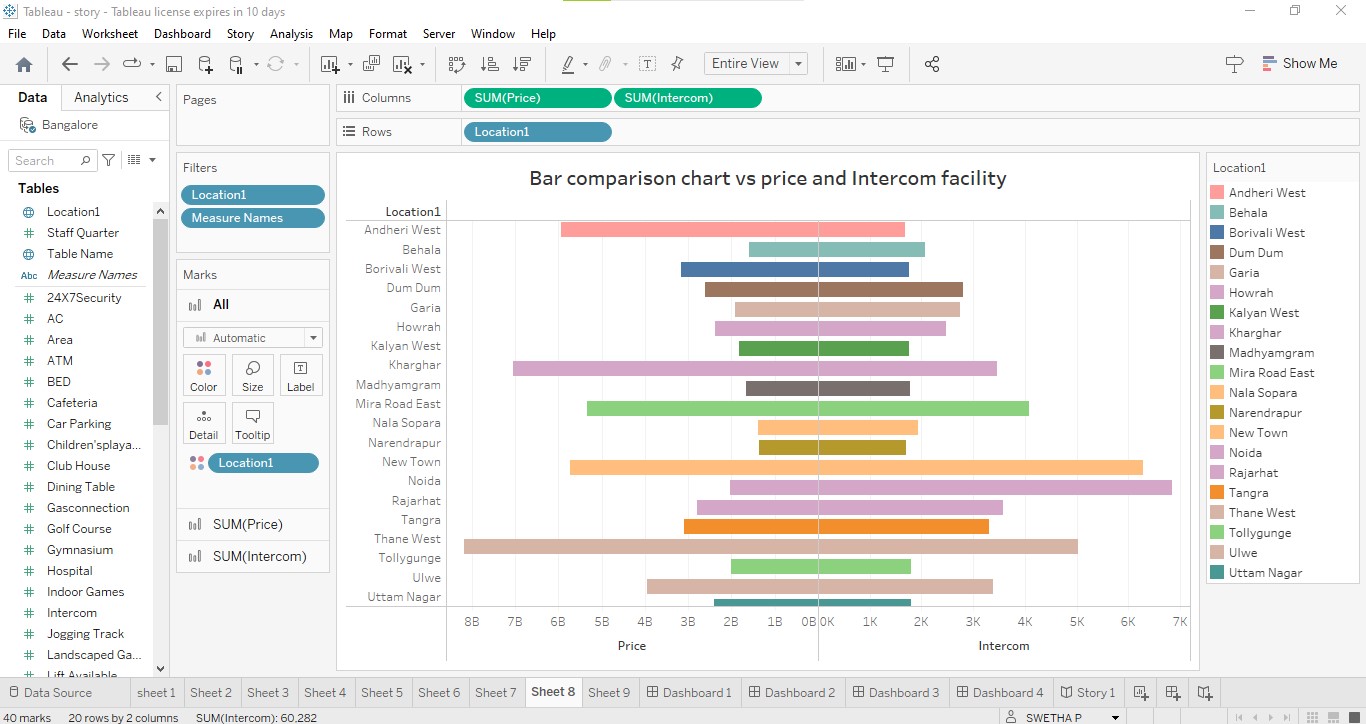 Tableau - story - Tableau license expires in 10 days
File Data Worksheet Dashboard Story Analysis Map Format Server Window Help
Entire View Show Me
Data Analytics
Bangalore
Search
Tables
Location1
Staff Quarter
Table Name
Abc Measure Names
24X7Security
AC
Area
ATM
BED
Cafeteria
Car Parking
Children'splaya...
Club House
Dining Table
Gasconnection
Golf Course
Gymnasium
Hospital
Indoor Games
Intercom
Jogging Track
Landscaped Ga...
Lift Available
Pages
Filters
Location1
Measure Names
Marks
All
Automatic
Color Size Label
Detail Tooltip
Location1
SUM(Price)
SUM(Intercom)
Columns SUM(Price) SUM(Intercom)
Rows Location1
Bar comparison chart vs price and Intercom facility
Location1
Andheri West
Behala
Borivali West
Dum Dum
Garia
Howrah
Kalyan West
Kharghar
Madhyamgram
Mira Road East
Nala Sopara
Narendrapur
New Town
Noida
Rajarhat
Tangra
Thane West
Tollygunge
Ulwe
Uttam Nagar
8B 7B 6B 5B 4B 3B 2B 1B 0B 0K 1K 2K 3K 4K 5K 6K 7K
Price Intercom
Location1
Andheri West
Behala
Borivali West
Dum Dum
Garia
Howrah
Kalyan West
Kharghar
Madhyamgram
Mira Road East
Nala Sopara
Narendrapur
New Town
Noida
Rajarhat
Tangra
Thane West
Tollygunge
Ulwe
Uttam Nagar
Data Source sheet 1 Sheet 2 Sheet 3 Sheet 4 Sheet 5 Sheet 6 Sheet 7 Sheet 8 Sheet 9 Dashboard 1 Dashboard 2 Dashboard 3 Dashboard 4 Story 1
40 marks 20 rows by 2 columns SUM(Intercom): 60,282 SWETHA P